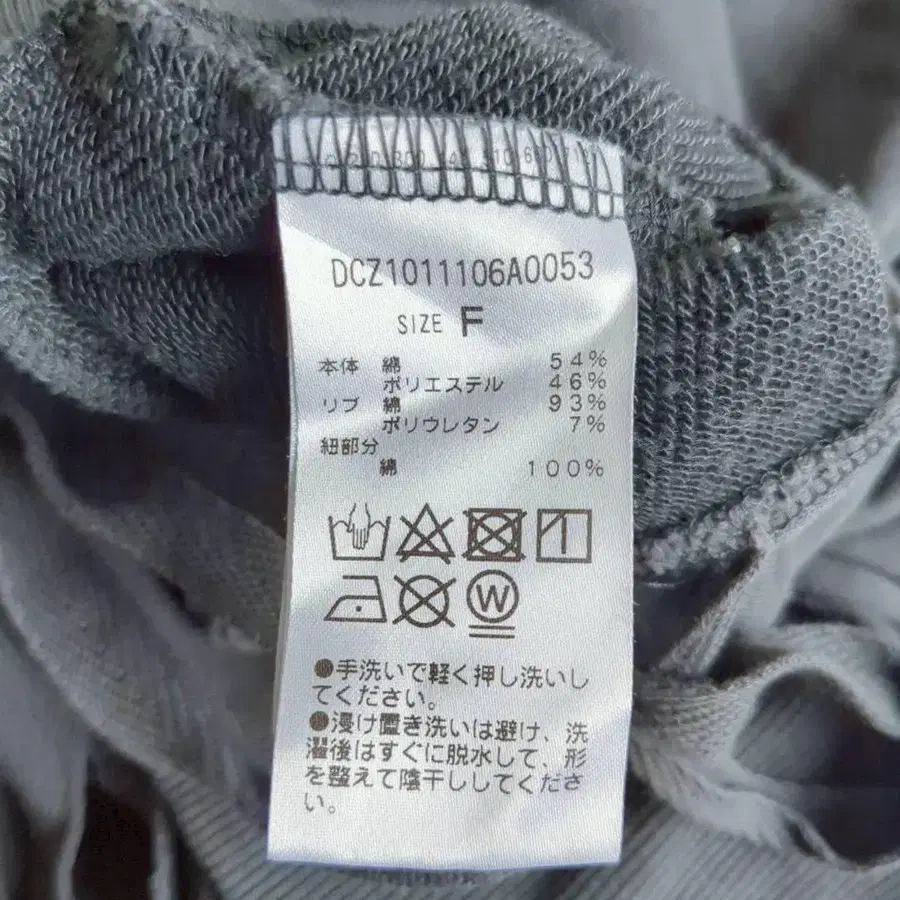 DCZ1011106A0053
SIZE F
本体 綿 54%
ポリエステル 46%
リブ 綿 93%
ポリウレタン 7%
紐部分
綿 100%
W
●手洗いで軽く押し洗いし
てください。
●浸け置き洗いは避け、洗
濯後はすぐに脱水して、形
を整えて陰干ししてくださ
い。